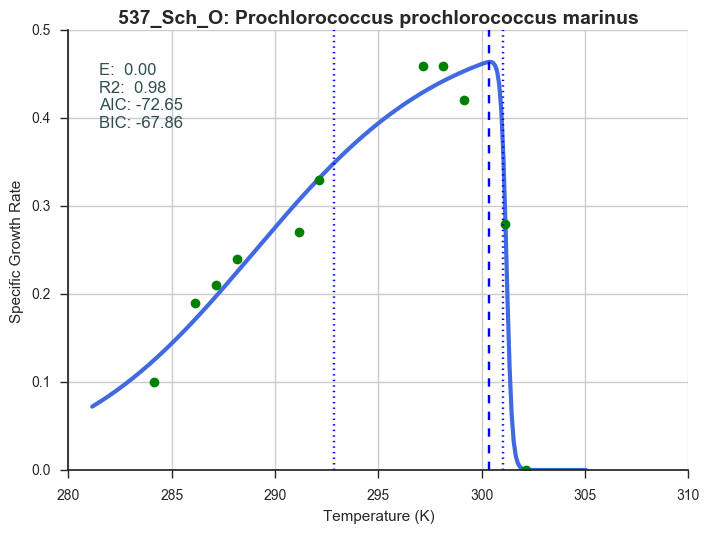 537_Sch_O: Prochlorococcus prochlorococcus marinus
E:  0.00
R2:  0.98
AIC: -72.65
BIC: -67.86
Specific Growth Rate
0.5
0.4
0.3
0.2
0.1
0.0
280 285 290 295 300 305 310
Temperature (K)